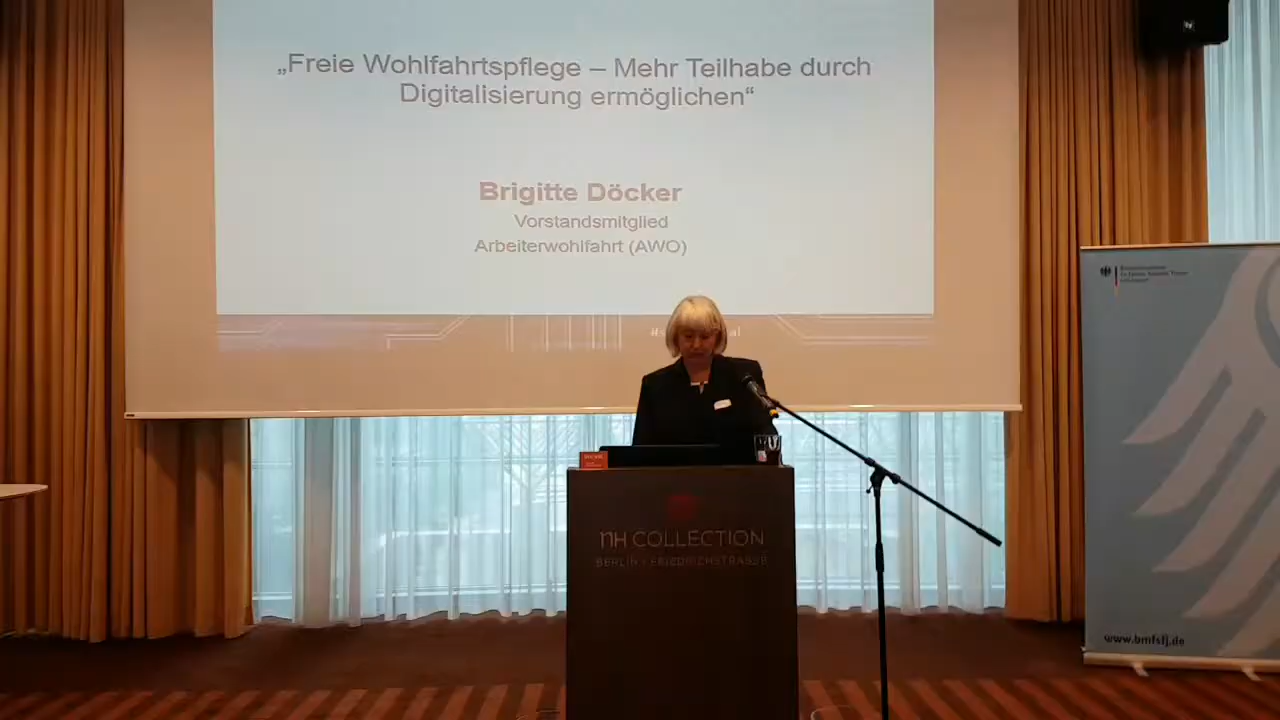 „Freie Wohlfahrtspflege – Mehr Teilhabe durch
Digitalisierung ermöglichen“
Brigitte Döcker
Vorstandsmitglied
Arbeiterwohlfahrt (AWO)
nH COLLECTION
BERLIN FRIEDRICHSTRASSE
www.bmfsfj.de